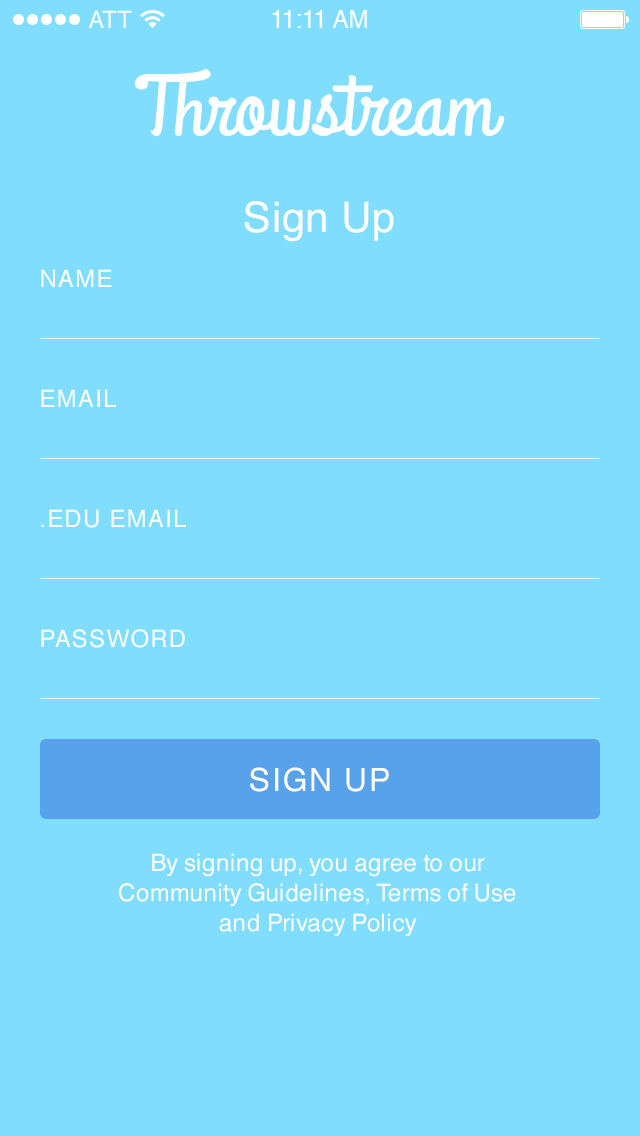 ATT 11:11 AM
Throwstream
Sign Up
NAME
EMAIL
.EDU EMAIL
PASSWORD
SIGN UP
By signing up, you agree to our
Community Guidelines, Terms of Use
and Privacy Policy